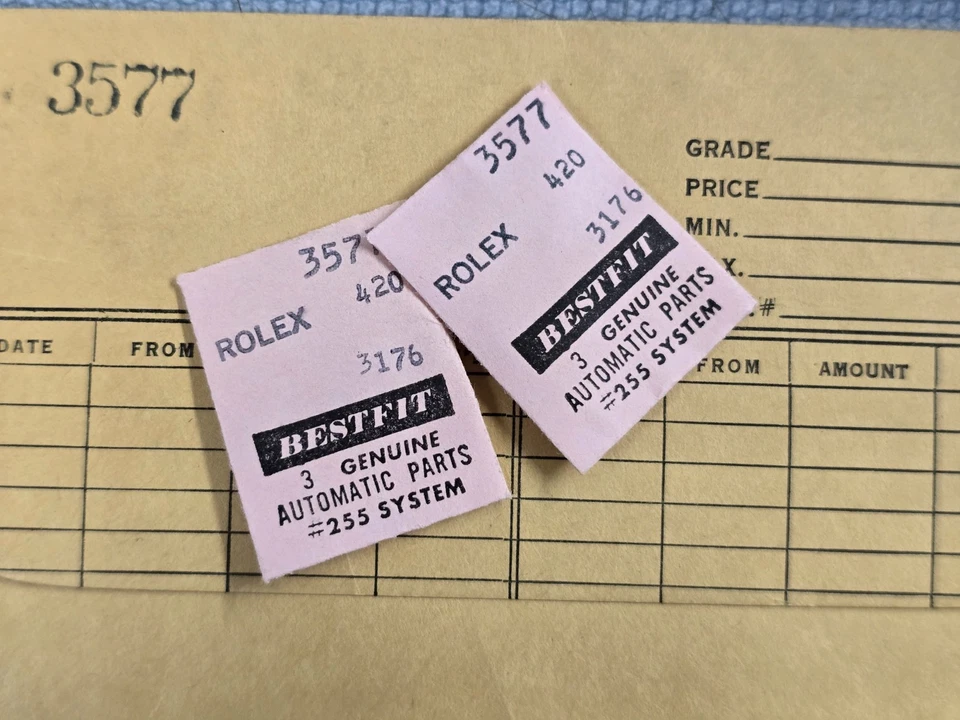 3577
GRADE
PRICE
MIN.
X.
#
DATE
FROM
FROM
AMOUNT
357
420
ROLEX
3176
BESTFIT
3 GENUINE
AUTOMATIC PARTS
#255 SYSTEM
3577
420
ROLEX
3176
BESTFIT
3 GENUINE
AUTOMATIC PARTS
#255 SYSTEM